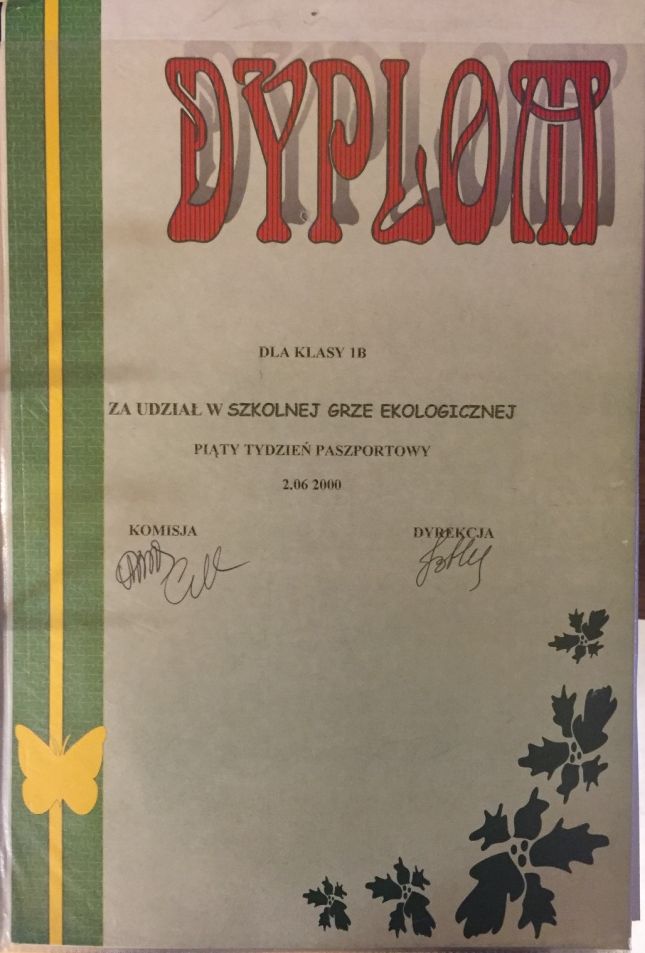 DYPLOM
DLA KLASY 1B
ZA UDZIAŁ W SZKOLNEJ GRZE EKOLOGICZNEJ
PIĄTY TYDZIEŃ PASZPORTOWY
2.06 2000
KOMISJA DYREKCJA